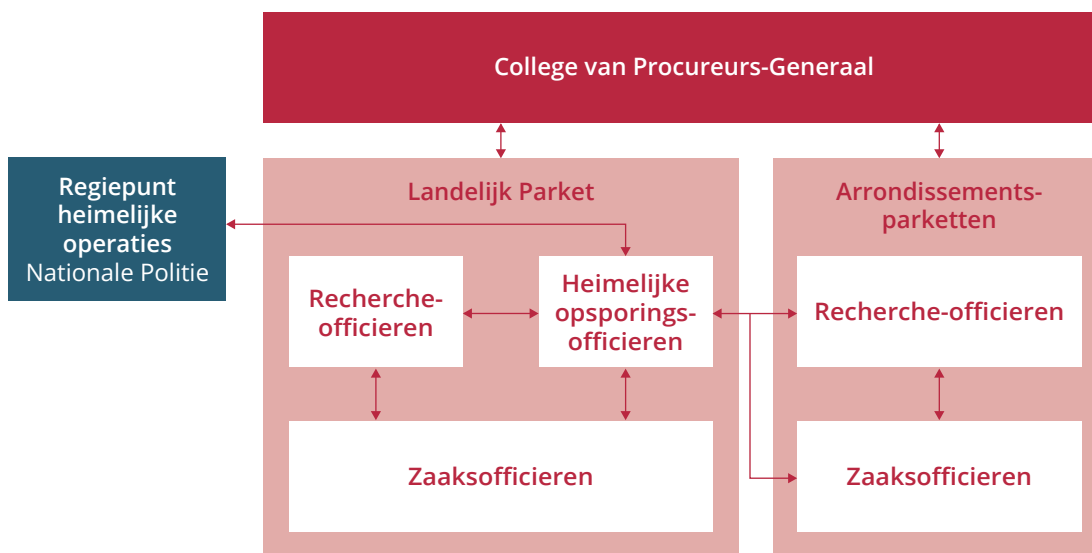 College van Procureurs-Generaal
Regiepunt
heimelijke
operaties
Nationale Politie
Landelijk Parket
Recherche-
officieren
Heimelijke
opsporings-
officieren
Zaaksofficieren
Arrondissements-
parketten
Recherche-officieren
Zaaksofficieren